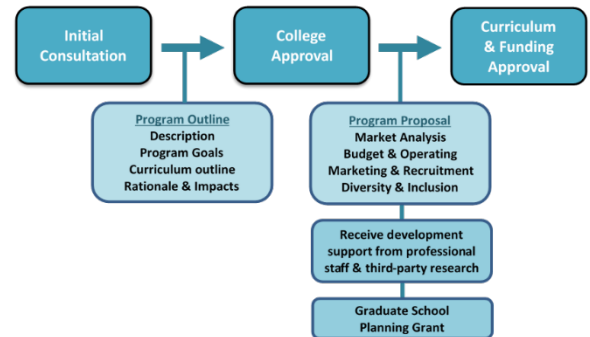 Initial
Consultation
College
Approval
Curriculum
& Funding
Approval
Program Outline
Description
Program Goals
Curriculum outline
Rationale & Impacts
Program Proposal
Market Analysis
Budget & Operating
Marketing & Recruitment
Diversity & Inclusion
Receive development
support from professional
staff & third-party research
Graduate School
Planning Grant